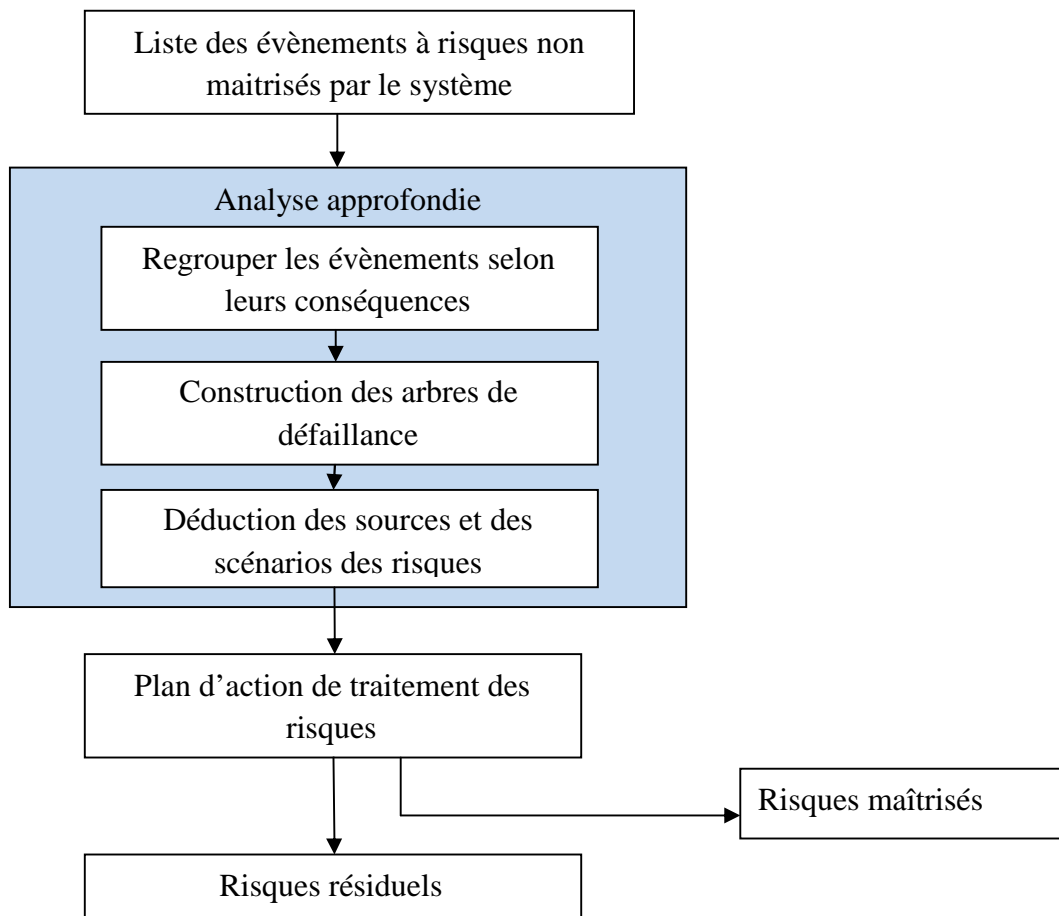 Liste des évènements à risques non
maitrisés par le système
Analyse approfondie
Regrouper les évènements selon
leurs conséquences
Construction des arbres de
défaillance
Déduction des sources et des
scénarios des risques
Plan d’action de traitement des
risques
Risques maîtrisés
Risques résiduels